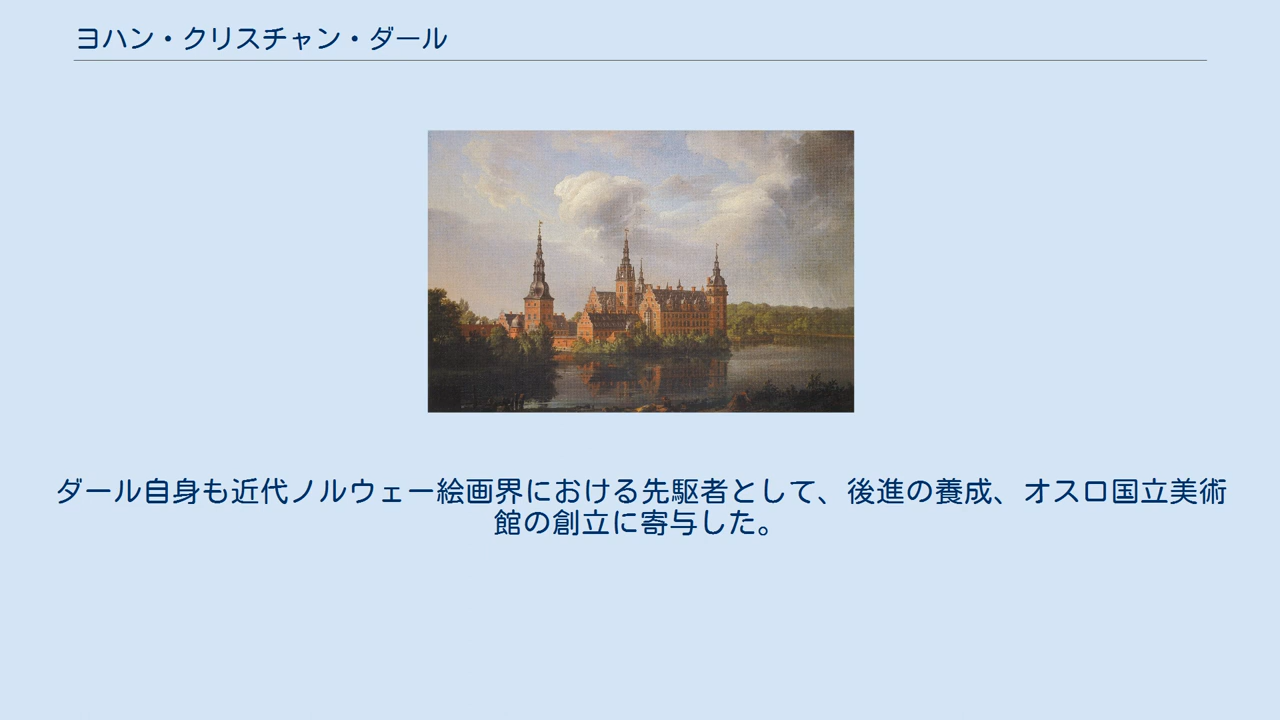 ヨハン・クリスチャン・ダール
ダール自身も近代ノルウェー絵画界における先駆者として、後進の養成、オスロ国立美術
館の創立に寄与した。